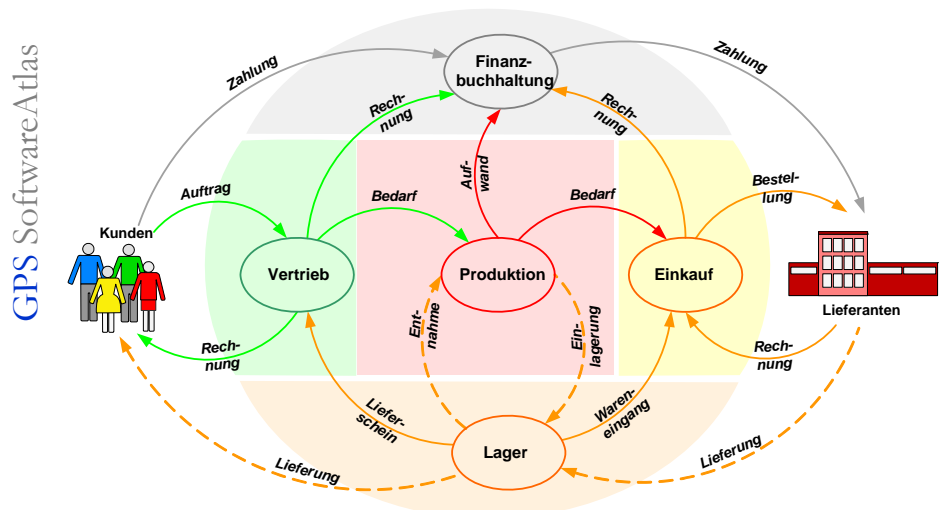 GPS SoftwareAtlas
Zahlung
Finanz-
buchhaltung
Zahlung
Rech-
nung
Rech-
nung
Auf-
wand
Auftrag
Bedarf
Bedarf
Bestel-
lung
Kunden
Vertrieb
Produktion
Einkauf
Lieferanten
Rech-
nung
Ent-
nahme
Ein-
lagerung
Rech-
nung
Liefer-
schein
Waren-
eingang
Lager
Lieferung
Lieferung